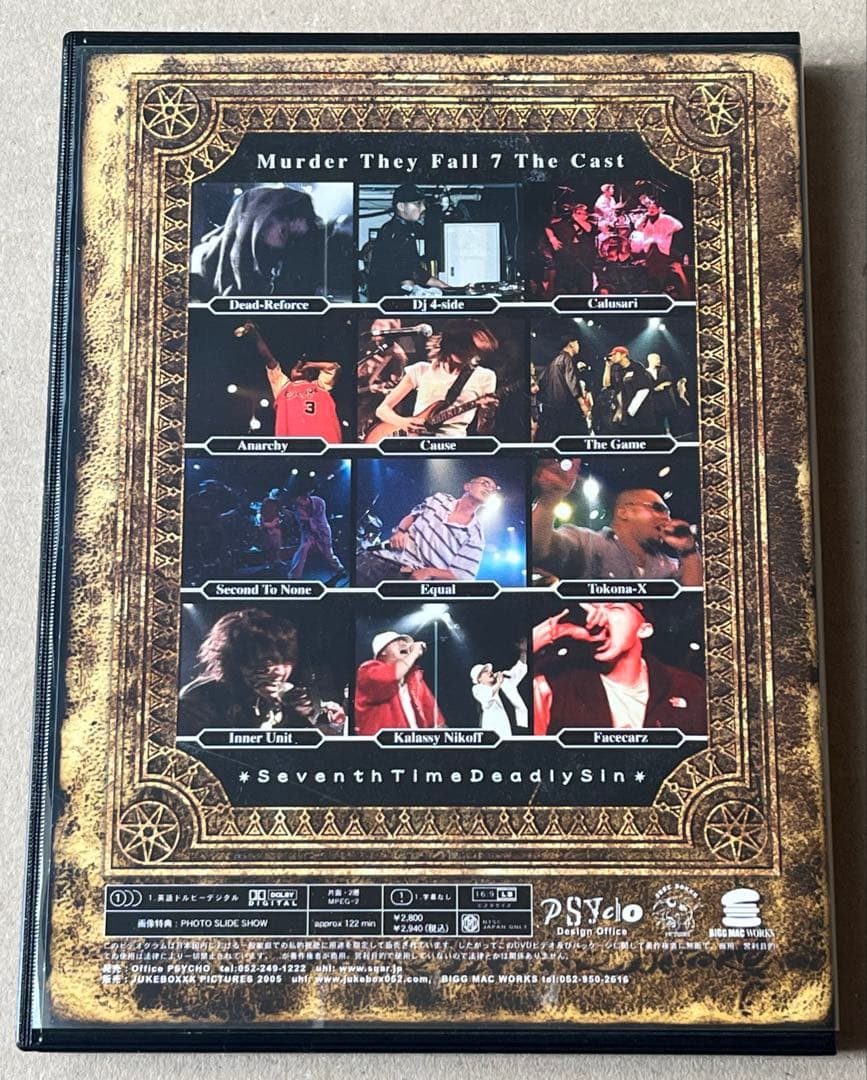 Murder They Fall 7 The Cast
Dead-Reforce
Dj 4-side
Calusari
3
Anarchy
Cause
The Game
Second To None
Equal
Tokona-X
Inner Unit
Kalassy Nikoff
Facecarz
*SeventhTimeDeadlySin*
1. 英語ドルビーデジタル
DOLBY DIGITAL
片面・2層
MPEG-2
1. 字幕なし
16:9 LB
画像特典：PHOTO SLIDE SHOW
approx 122 min
¥2,800
¥2,940 (税込)
NTSC
JAPAN ONLY
PSYcho
Design Office
BIGG MAC WORKS
発売：Office PSYCHO tel:052-249-1222 uhl: www.sqar.jp
販売：JUKEBOXXX PICTURES 2005 uhl: www.jukebox052.com, BIGG MAC WORKS tel:052-950-2616